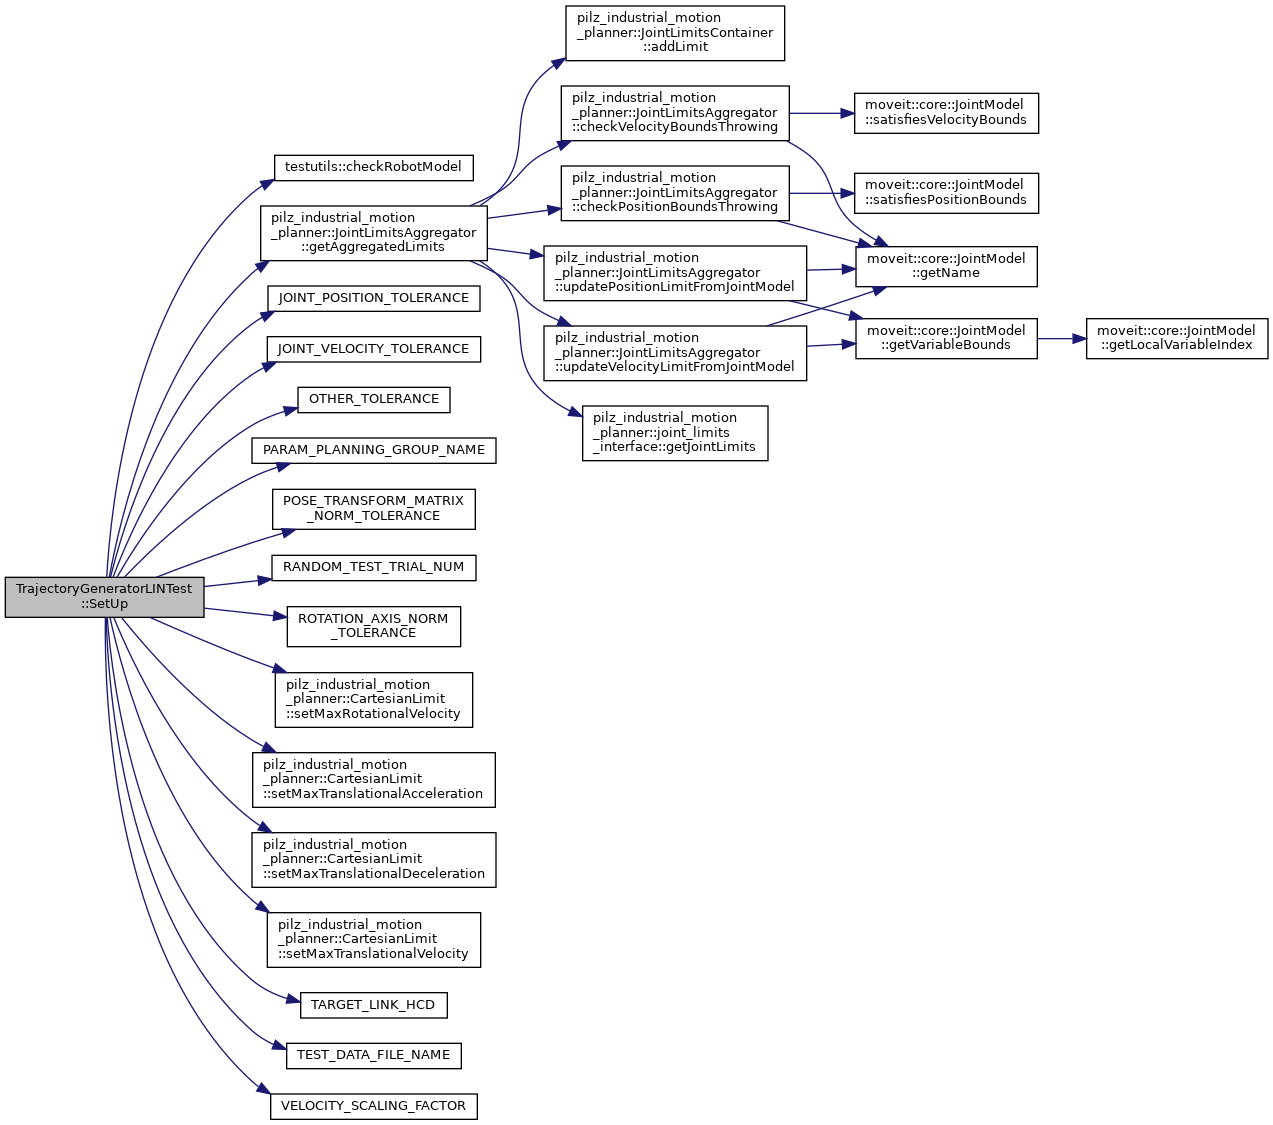 TrajectoryGeneratorLINTest
::SetUp
testutils::checkRobotModel
pilz_industrial_motion
_planner::JointLimitsAggregator
::getAggregatedLimits
JOINT_POSITION_TOLERANCE
JOINT_VELOCITY_TOLERANCE
OTHER_TOLERANCE
PARAM_PLANNING_GROUP_NAME
POSE_TRANSFORM_MATRIX
_NORM_TOLERANCE
RANDOM_TEST_TRIAL_NUM
ROTATION_AXIS_NORM
_TOLERANCE
pilz_industrial_motion
_planner::CartesianLimit
::setMaxRotationalVelocity
pilz_industrial_motion
_planner::CartesianLimit
::setMaxTranslationalAcceleration
pilz_industrial_motion
_planner::CartesianLimit
::setMaxTranslationalDeceleration
pilz_industrial_motion
_planner::CartesianLimit
::setMaxTranslationalVelocity
TARGET_LINK_HCD
TEST_DATA_FILE_NAME
VELOCITY_SCALING_FACTOR
pilz_industrial_motion
_planner::JointLimitsContainer
::addLimit
pilz_industrial_motion
_planner::JointLimitsAggregator
::checkVelocityBoundsThrowing
pilz_industrial_motion
_planner::JointLimitsAggregator
::checkPositionBoundsThrowing
pilz_industrial_motion
_planner::JointLimitsAggregator
::updatePositionLimitFromJointModel
pilz_industrial_motion
_planner::JointLimitsAggregator
::updateVelocityLimitFromJointModel
pilz_industrial_motion
_planner::joint_limits
_interface::getJointLimits
moveit::core::JointModel
::satisfiesVelocityBounds
moveit::core::JointModel
::satisfiesPositionBounds
moveit::core::JointModel
::getName
moveit::core::JointModel
::getVariableBounds
moveit::core::JointModel
::getLocalVariableIndex